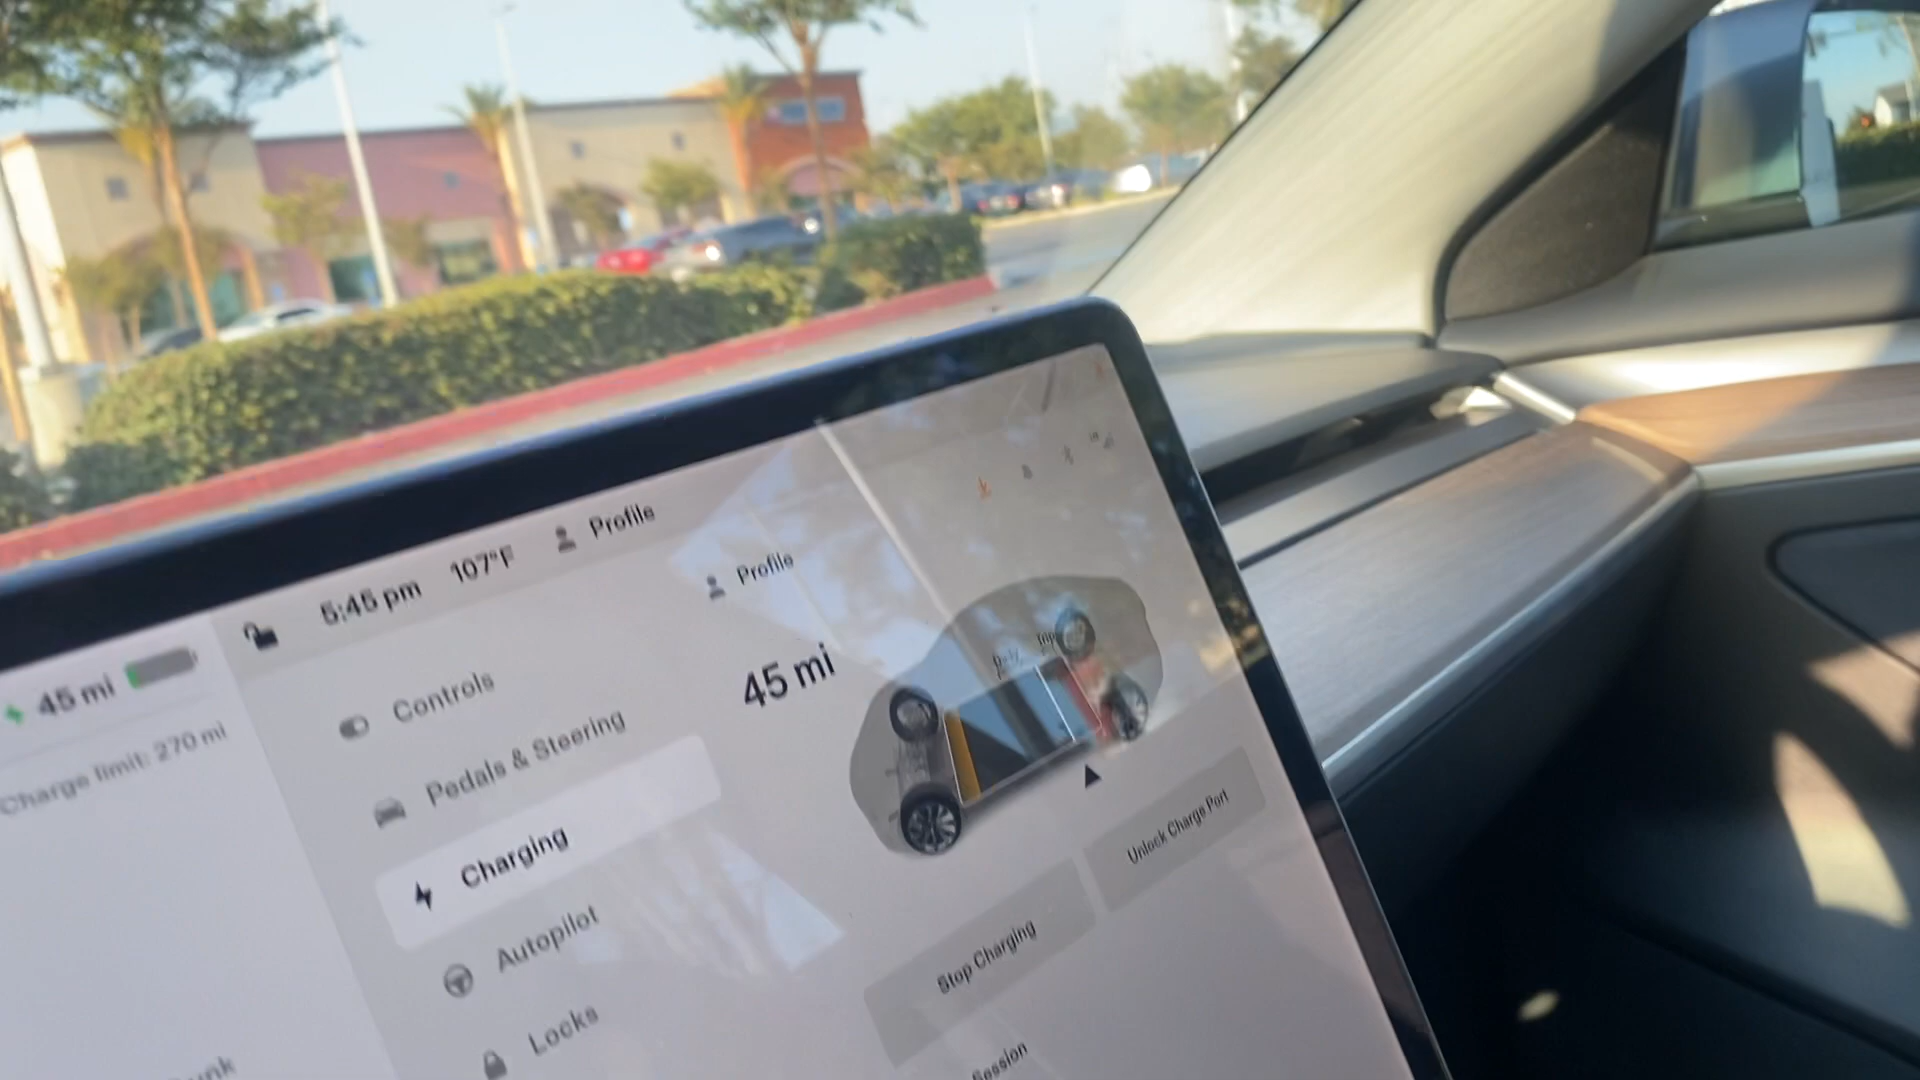 45 mi
Charge limit: 270 mi
5:45 pm
107°F
Profile
Profile
Controls
Pedals & Steering
Charging
Autopilot
Locks
45 mi
Trip
Unlock Charge Port
Stop Charging
Session